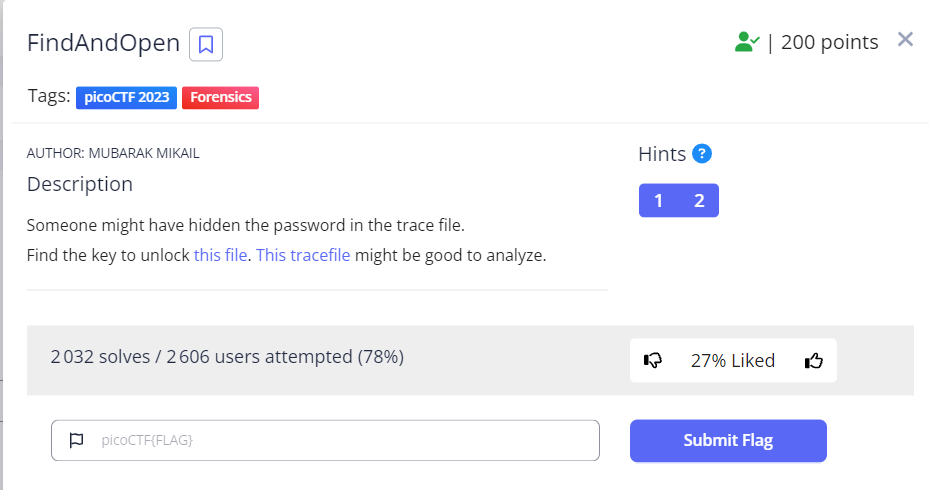 FindAndOpen
| 200 points
Tags: picoCTF 2023 Forensics
AUTHOR: MUBARAK MIKAIL
Hints ?
Description
1 2
Someone might have hidden the password in the trace file.
Find the key to unlock this file. This tracefile might be good to analyze.
2 032 solves / 2 606 users attempted (78%)
27% Liked
picoCTF{FLAG}
Submit Flag